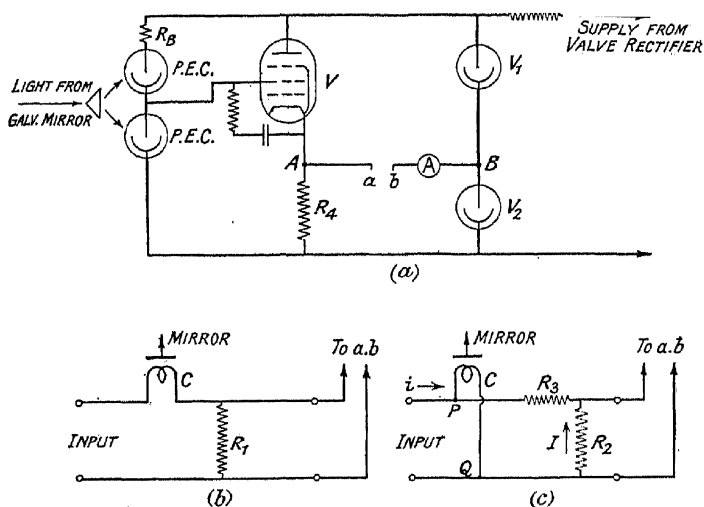 SUPPLY FROM
VALVE RECTIFIER
R_B
P.E.C.
V
V_1
LIGHT FROM
GALV. MIRROR
P.E.C.
A
a
b
A
B
R_4
V_2
(a)
MIRROR
To a.b
C
INPUT
R_1
(b)
MIRROR
To a.b
i
C
P
R_3
INPUT
I
R_2
Q
(c)